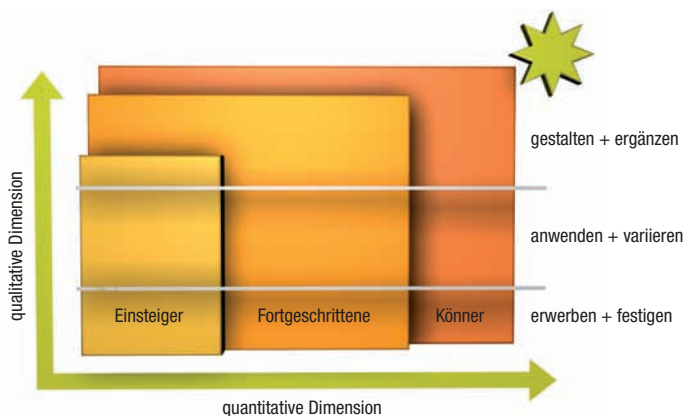 gestalten + ergänzen
qualitative Dimension
anwenden + variieren
Einsteiger Fortgeschrittene Könner erwerben + festigen
quantitative Dimension